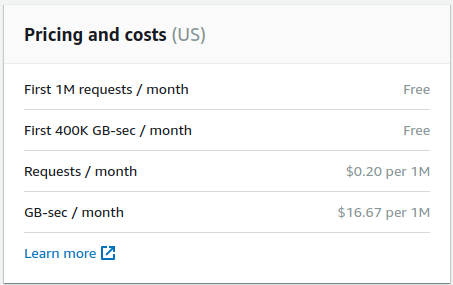 Pricing and costs (US)
First 1M requests / month Free
First 400K GB-sec / month Free
Requests / month $0.20 per 1M
GB-sec / month $16.67 per 1M
Learn more